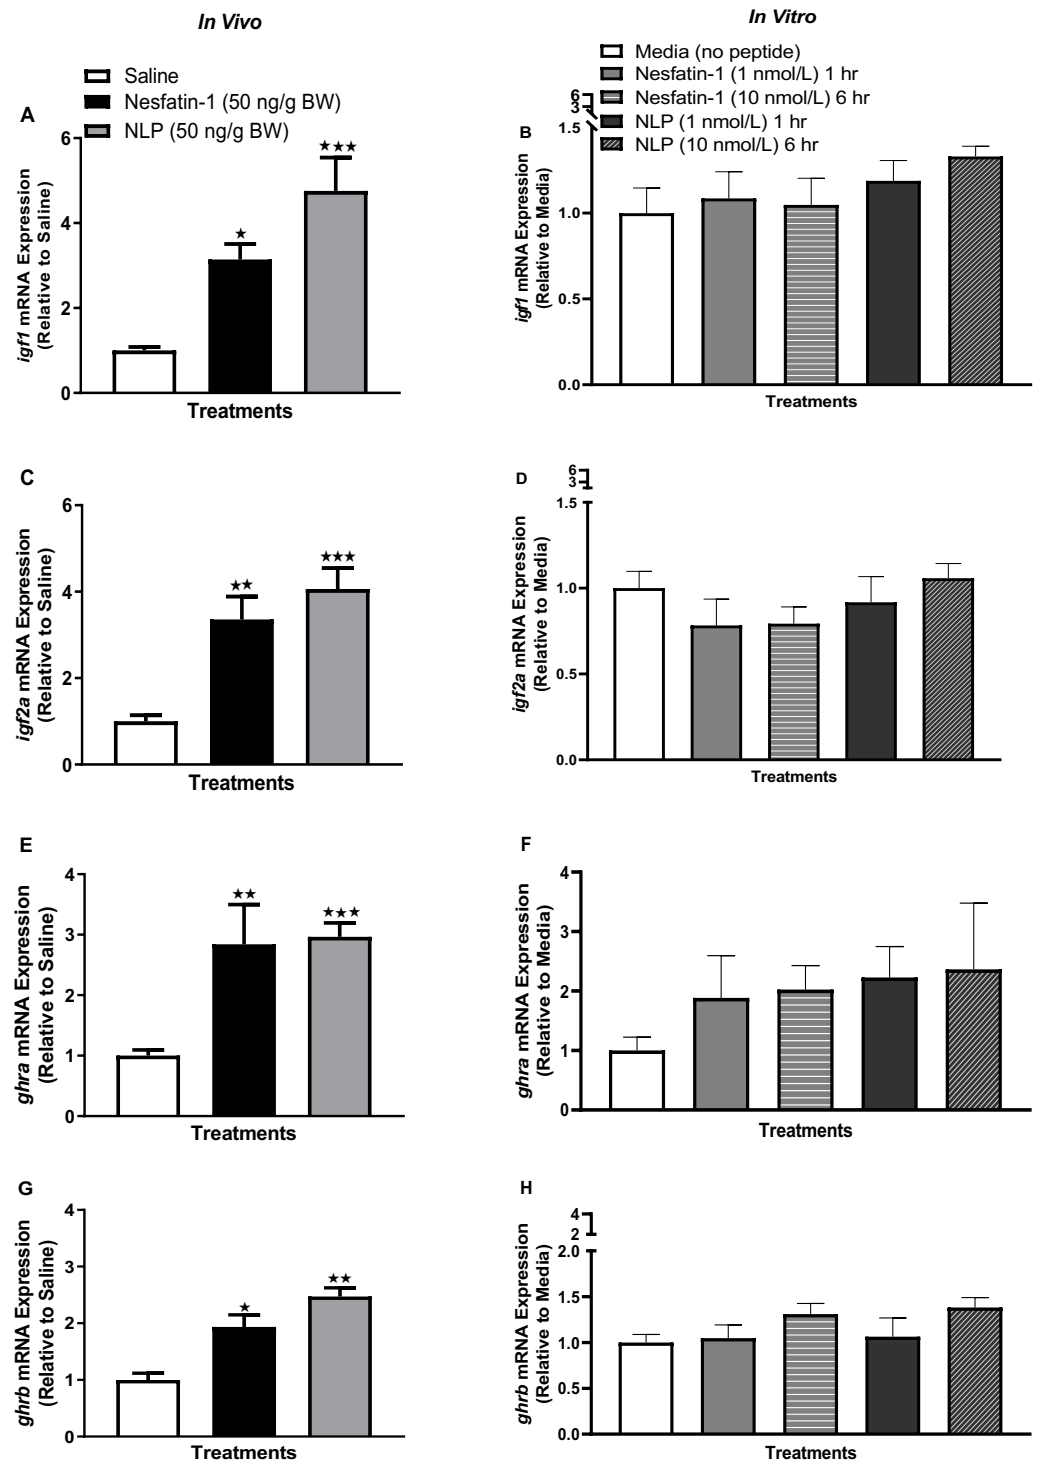 In Vivo
Saline
Nesfatin-1 (50 ng/g BW)
NLP (50 ng/g BW)
In Vitro
Media (no peptide)
Nesfatin-1 (1 nmol/L) 1 hr
Nesfatin-1 (10 nmol/L) 6 hr
NLP (1 nmol/L) 1 hr
NLP (10 nmol/L) 6 hr
A
igf1 mRNA Expression
(Relative to Saline)
6
4
2
0
★
★★★
Treatments
B
igf1 mRNA Expression
(Relative to Media)
6
3
1.5
1.0
0.5
0.0
Treatments
C
igf2a mRNA Expression
(Relative to Saline)
6
4
2
0
★★
★★★
Treatments
D
igf2a mRNA Expression
(Relative to Media)
6
3
1.5
1.0
0.5
0.0
Treatments
E
ghra mRNA Expression
(Relative to Saline)
4
3
2
1
0
★★
★★★
Treatments
F
ghra mRNA Expression
(Relative to Media)
4
3
2
1
0
Treatments
G
ghrb mRNA Expression
(Relative to Saline)
4
3
2
1
0
★
★★
Treatments
H
ghrb mRNA Expression
(Relative to Media)
4
2
2.0
1.5
1.0
0.5
0.0
Treatments